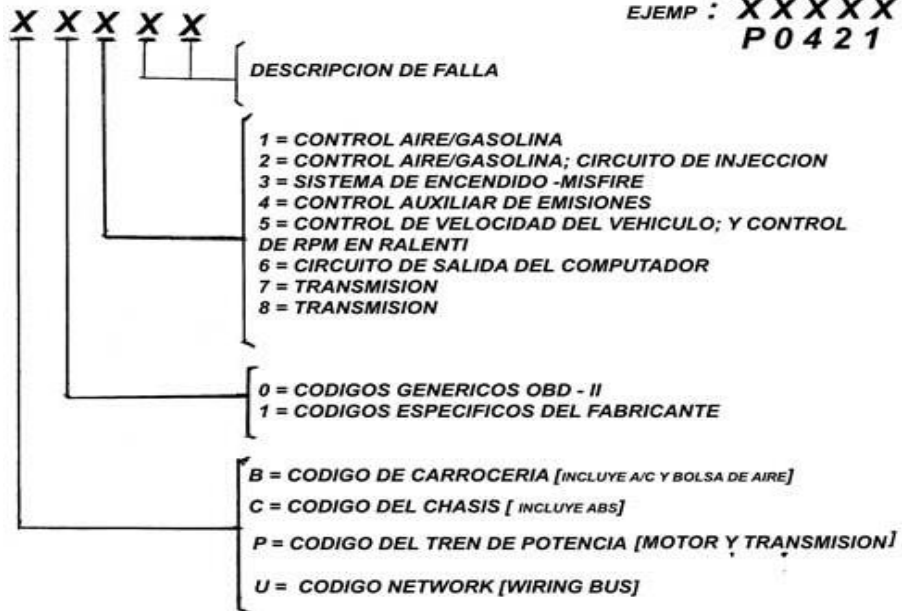 EJEMP : X X X X X
P 0 4 2 1
X X X X X
DESCRIPCION DE FALLA
1 = CONTROL AIRE/GASOLINA
2 = CONTROL AIRE/GASOLINA; CIRCUITO DE INJECCION
3 = SISTEMA DE ENCENDIDO -MISFIRE
4 = CONTROL AUXILIAR DE EMISIONES
5 = CONTROL DE VELOCIDAD DEL VEHICULO; Y CONTROL
DE RPM EN RALENTI
6 = CIRCUITO DE SALIDA DEL COMPUTADOR
7 = TRANSMISION
8 = TRANSMISION
0 = CODIGOS GENERICOS OBD - II
1 = CODIGOS ESPECIFICOS DEL FABRICANTE
B = CODIGO DE CARROCERIA [INCLUYE A/C Y BOLSA DE AIRE]
C = CODIGO DEL CHASIS [ INCLUYE ABS]
P = CODIGO DEL TREN DE POTENCIA [MOTOR Y TRANSMISION]
U = CODIGO NETWORK [WIRING BUS]